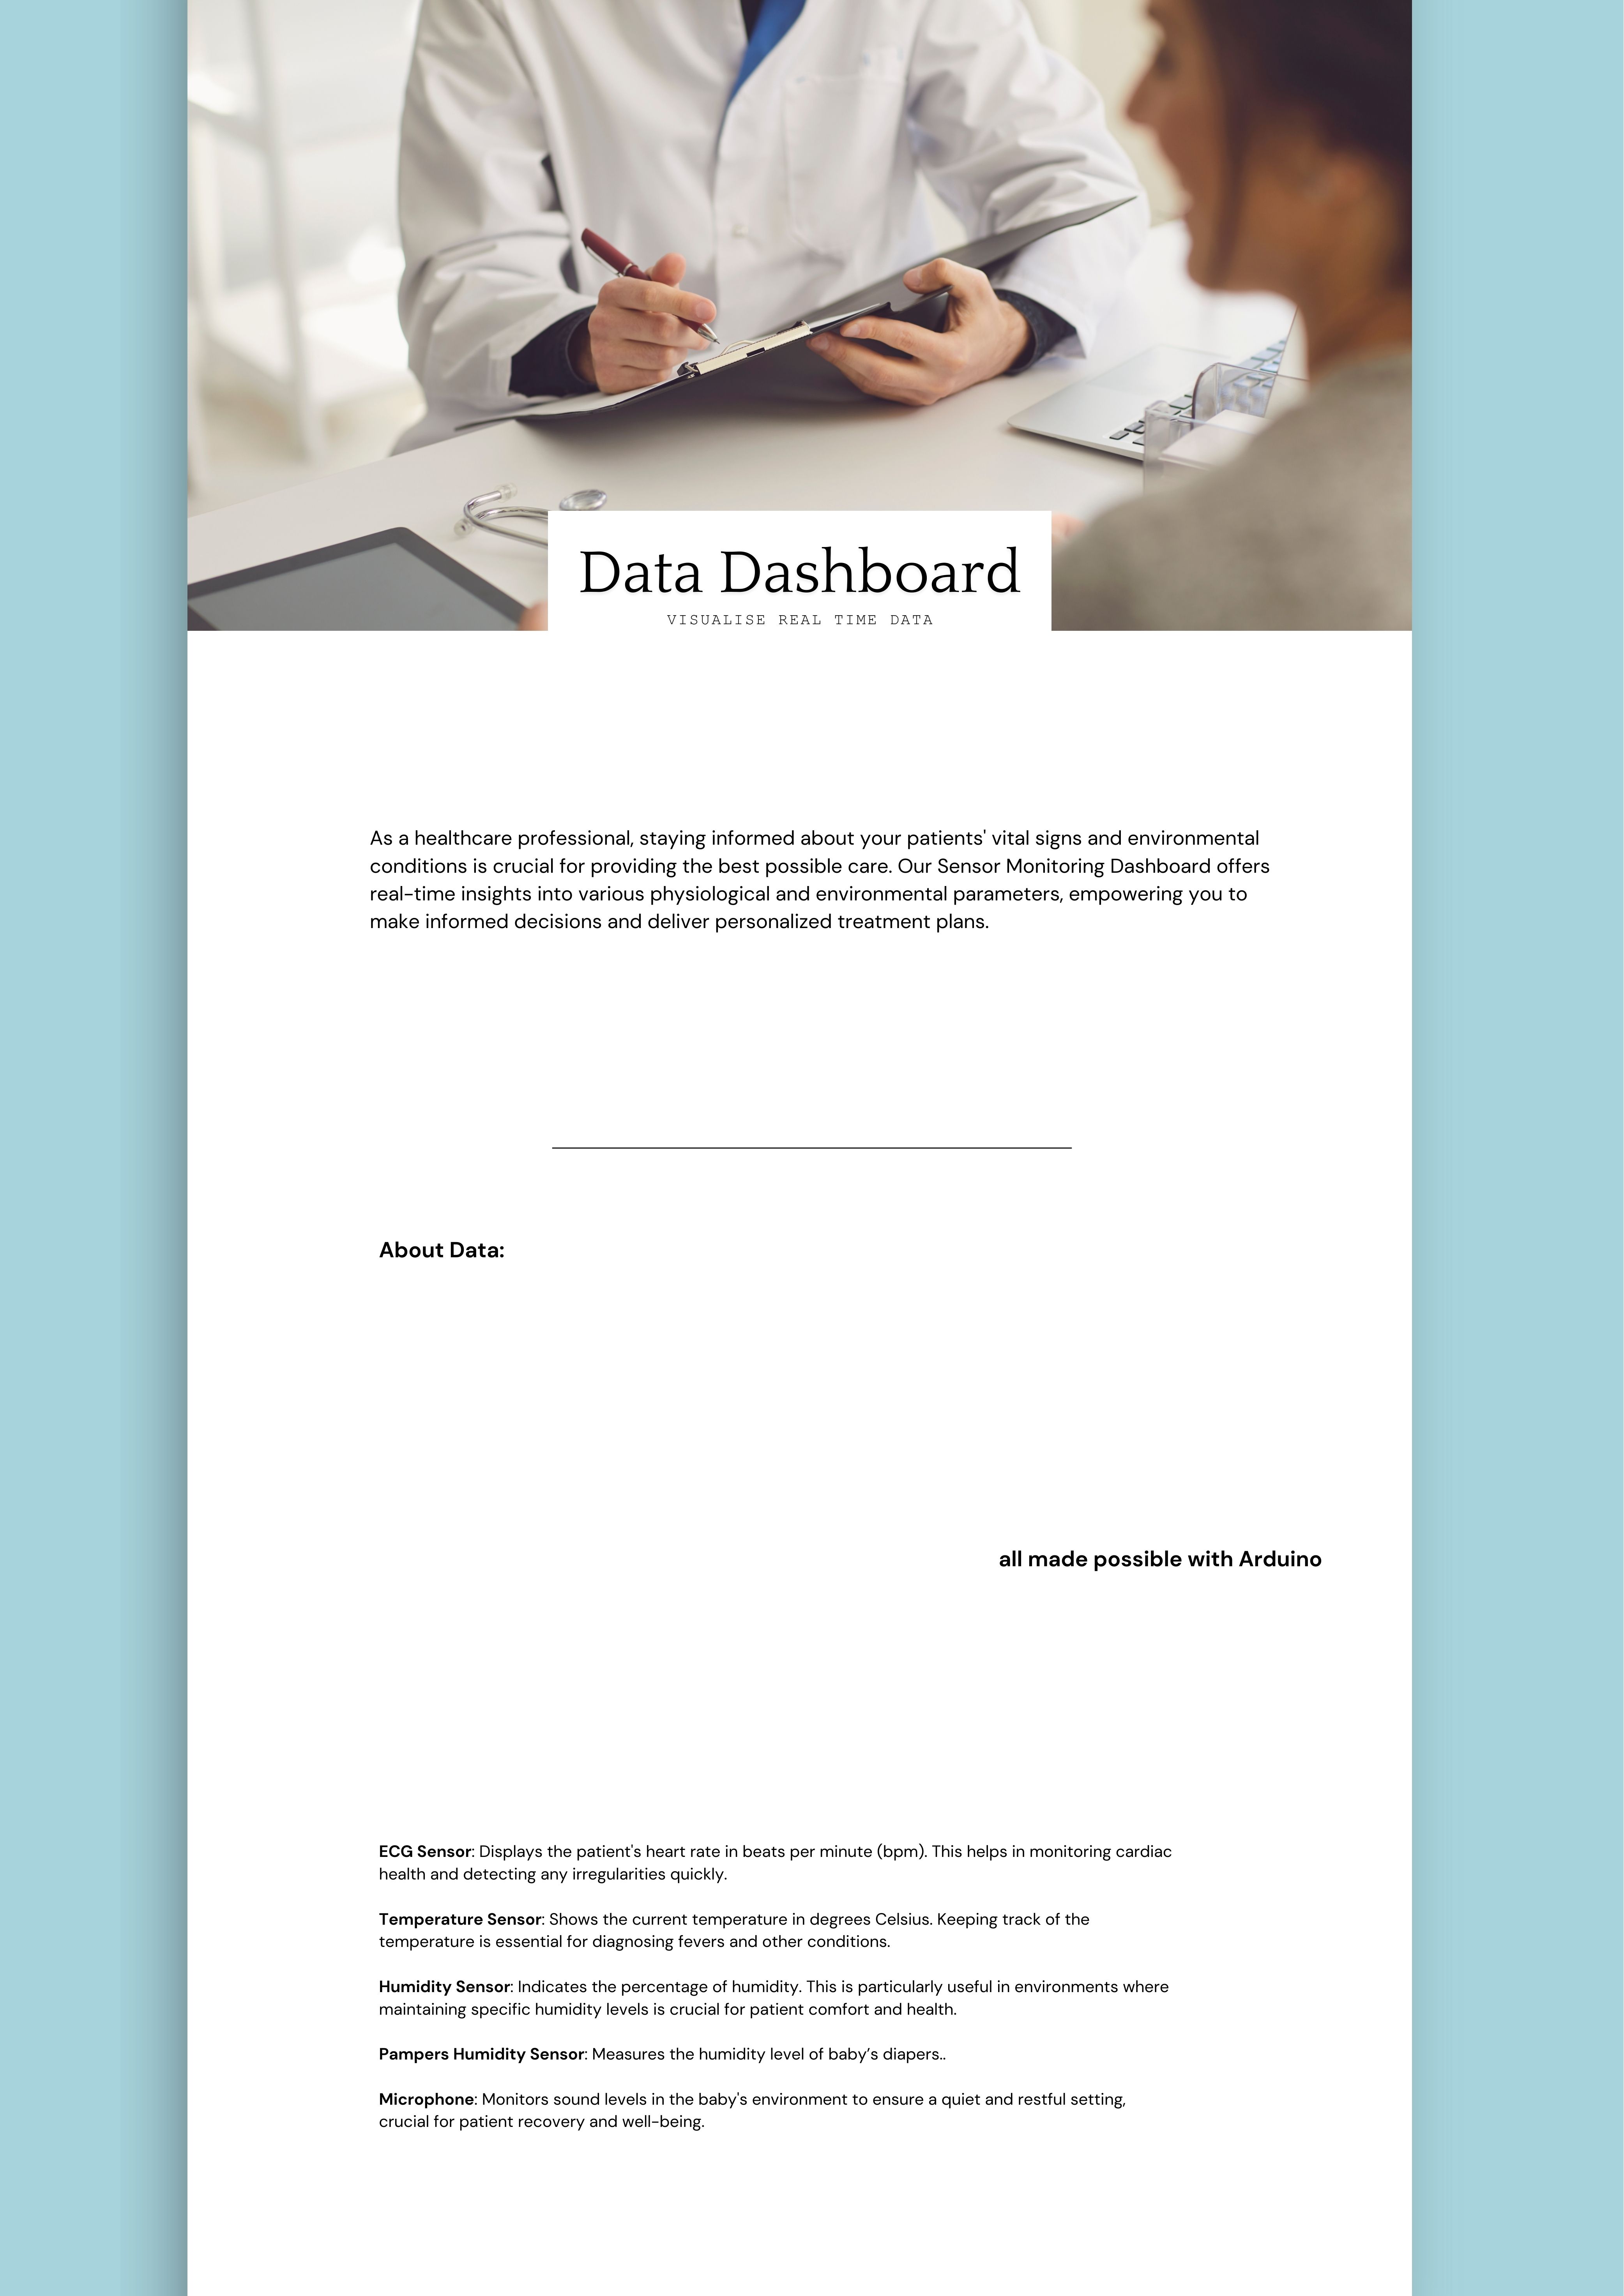 Data Dashboard
VISUALISE REAL TIME DATA
As a healthcare professional, staying informed about your patients' vital signs and environmental
conditions is crucial for providing the best possible care. Our Sensor Monitoring Dashboard offers
real-time insights into various physiological and environmental parameters, empowering you to
make informed decisions and deliver personalized treatment plans.
About Data:
all made possible with Arduino
ECG Sensor: Displays the patient's heart rate in beats per minute (bpm). This helps in monitoring cardiac
health and detecting any irregularities quickly.
Temperature Sensor: Shows the current temperature in degrees Celsius. Keeping track of the
temperature is essential for diagnosing fevers and other conditions.
Humidity Sensor: Indicates the percentage of humidity. This is particularly useful in environments where
maintaining specific humidity levels is crucial for patient comfort and health.
Pampers Humidity Sensor: Measures the humidity level of baby’s diapers..
Microphone: Monitors sound levels in the baby's environment to ensure a quiet and restful setting,
crucial for patient recovery and well-being.